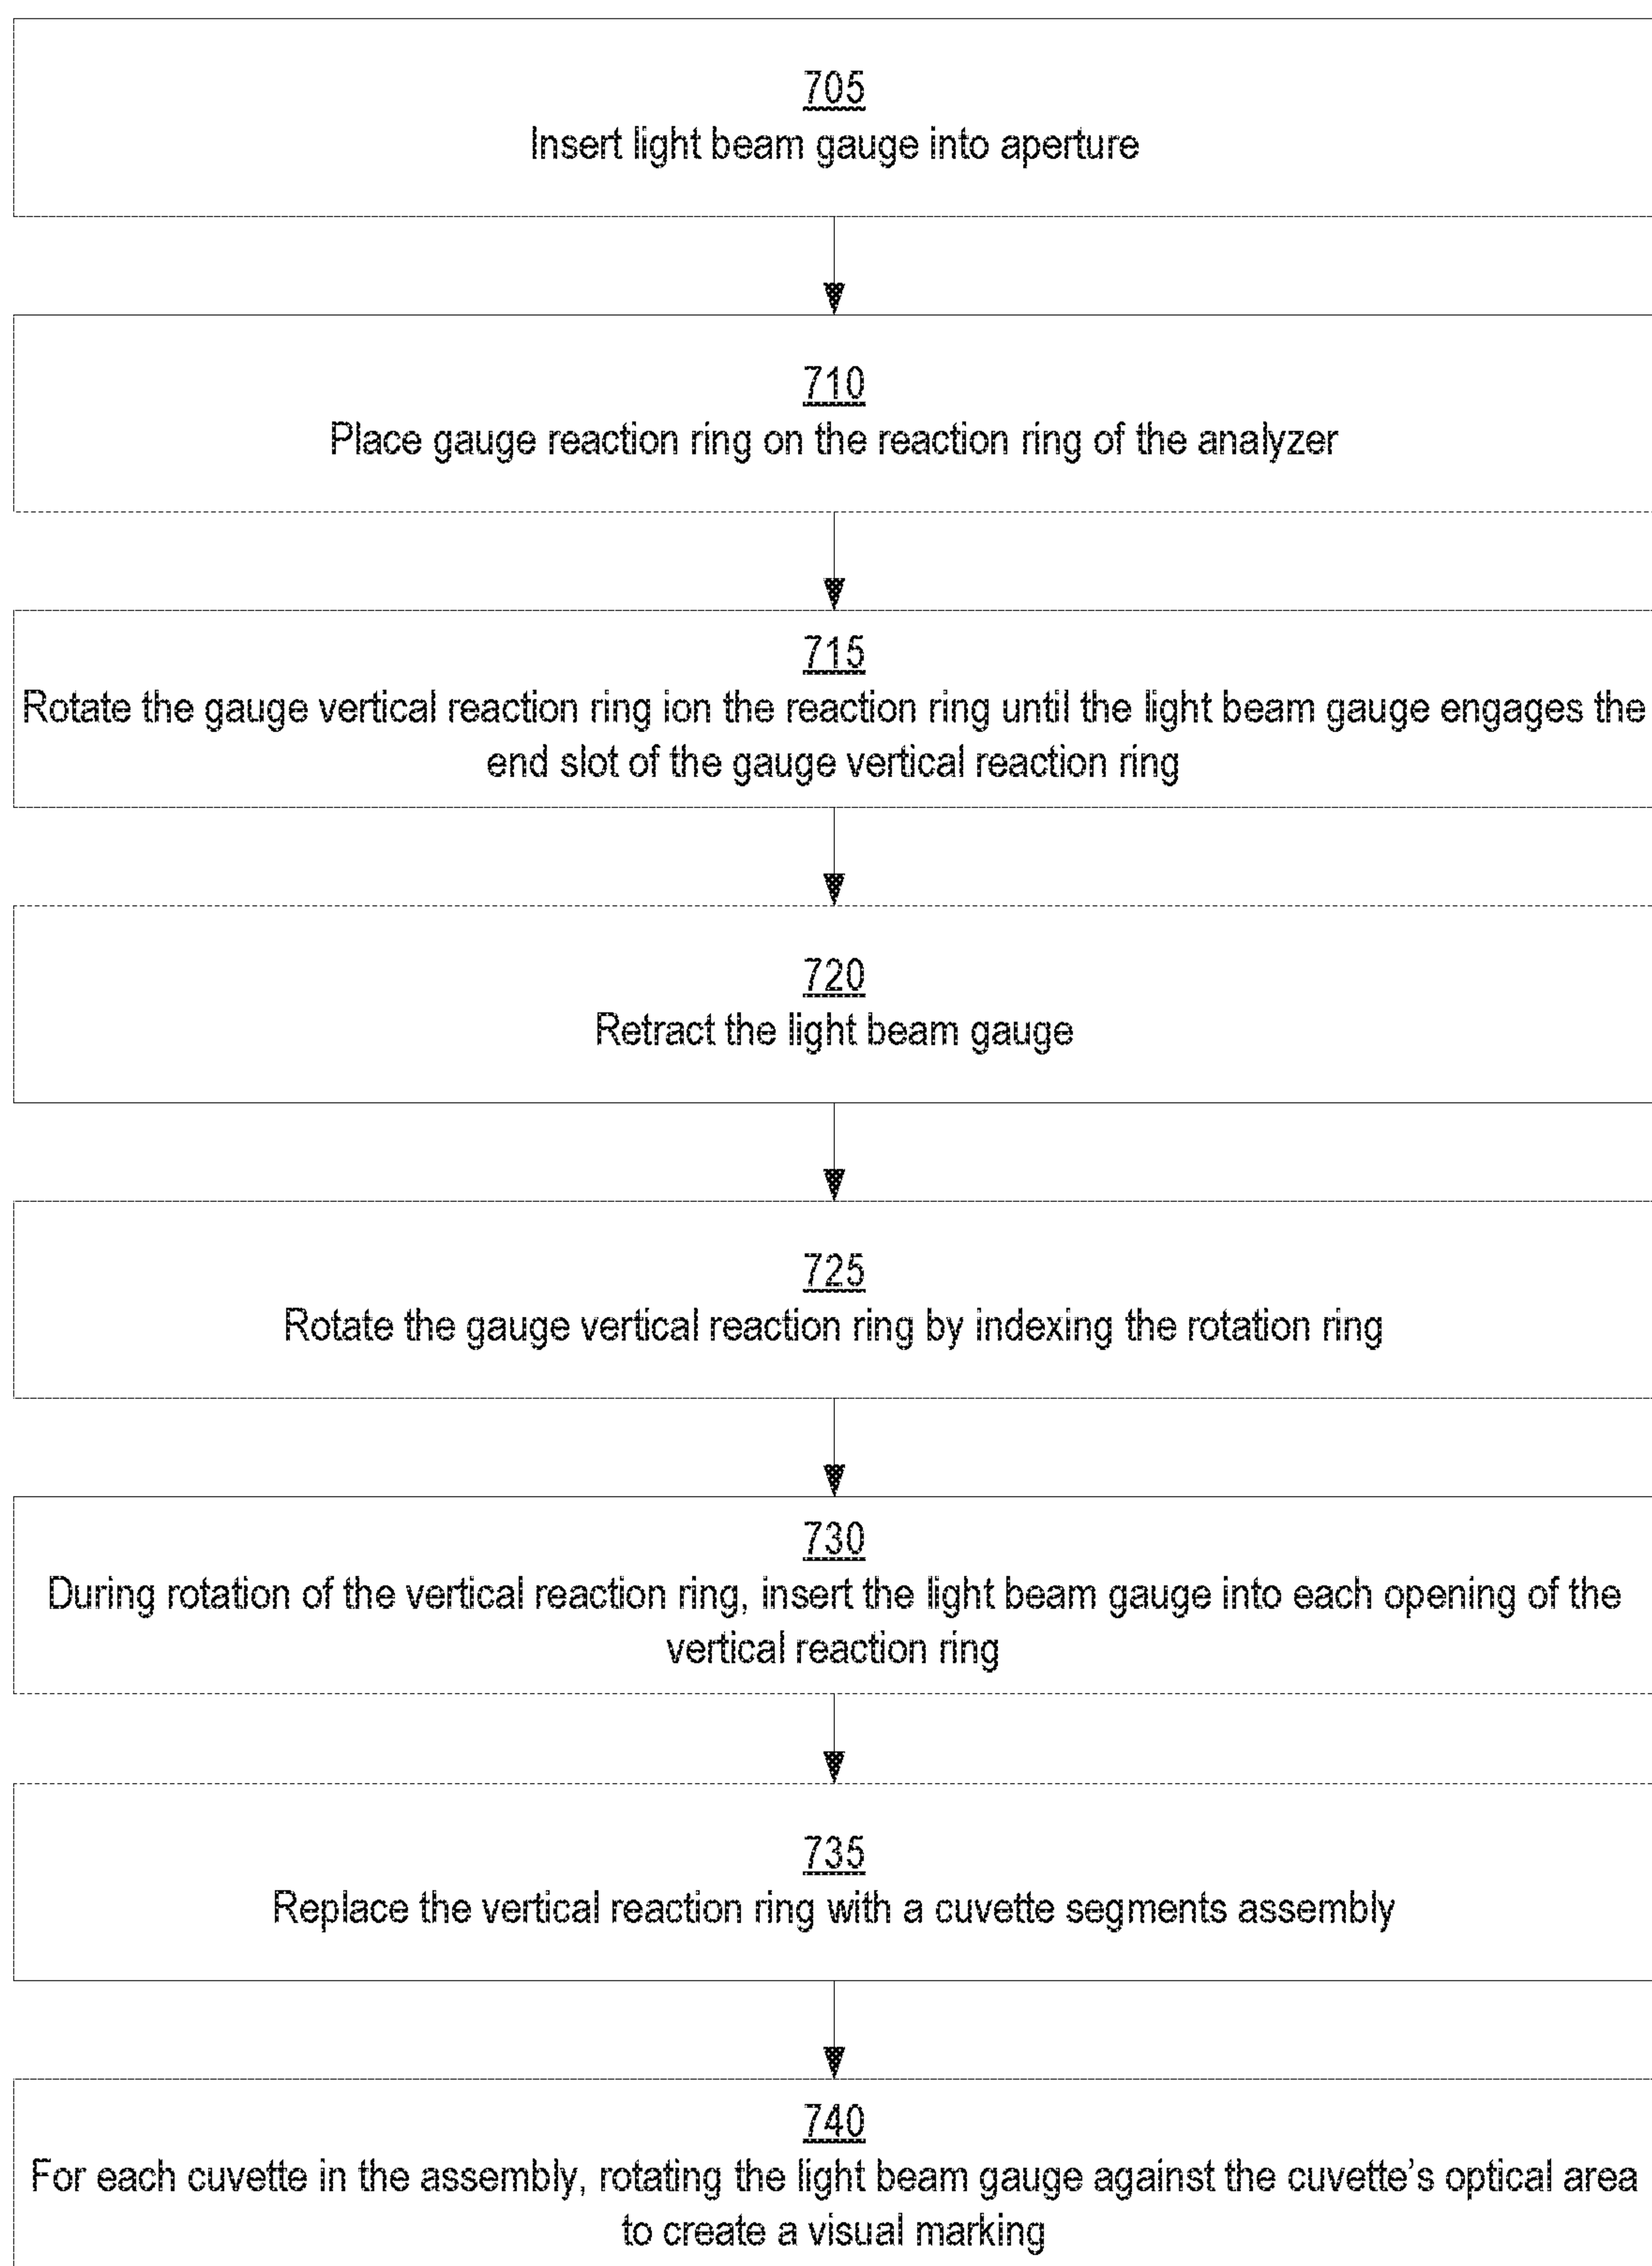 705
Insert light beam gauge into aperture
710
Place gauge reaction ring on the reaction ring of the analyzer
715
Rotate the gauge vertical reaction ring ion the reaction ring until the light beam gauge engages the
end slot of the gauge vertical reaction ring
720
Retract the light beam gauge
725
Rotate the gauge vertical reaction ring by indexing the rotation ring
730
During rotation of the vertical reaction ring, insert the light beam gauge into each opening of the
vertical reaction ring
735
Replace the vertical reaction ring with a cuvette segments assembly
740
For each cuvette in the assembly, rotating the light beam gauge against the cuvette’s optical area
to create a visual marking